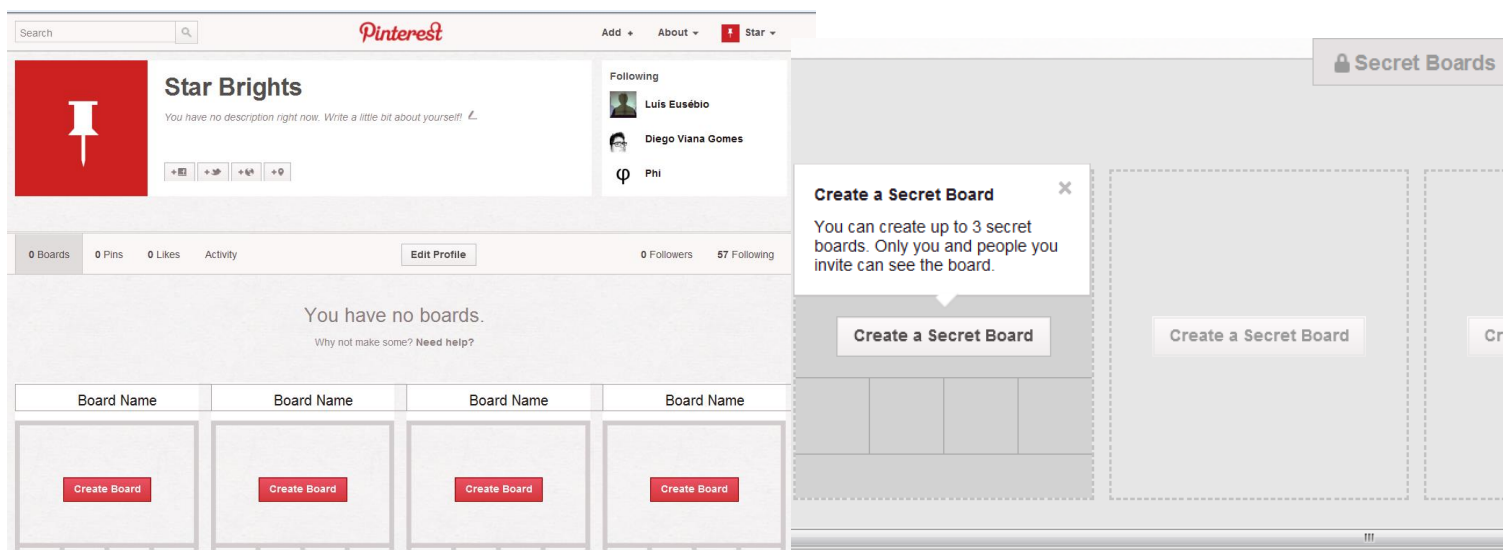 Search
Pinterest
Add +
About
Star
Star Brights
You have no description right now. Write a little bit about yourself!
Following
Luís Eusébio
Diego Viana Gomes
φ Phi
0 Boards
0 Pins
0 Likes
Activity
Edit Profile
0 Followers
57 Following
You have no boards.
Why not make some? Need help?
Board Name
Board Name
Board Name
Board Name
Create Board
Create Board
Create Board
Create Board
Secret Boards
Create a Secret Board
You can create up to 3 secret
boards. Only you and people you
invite can see the board.
Create a Secret Board
Create a Secret Board
Cr